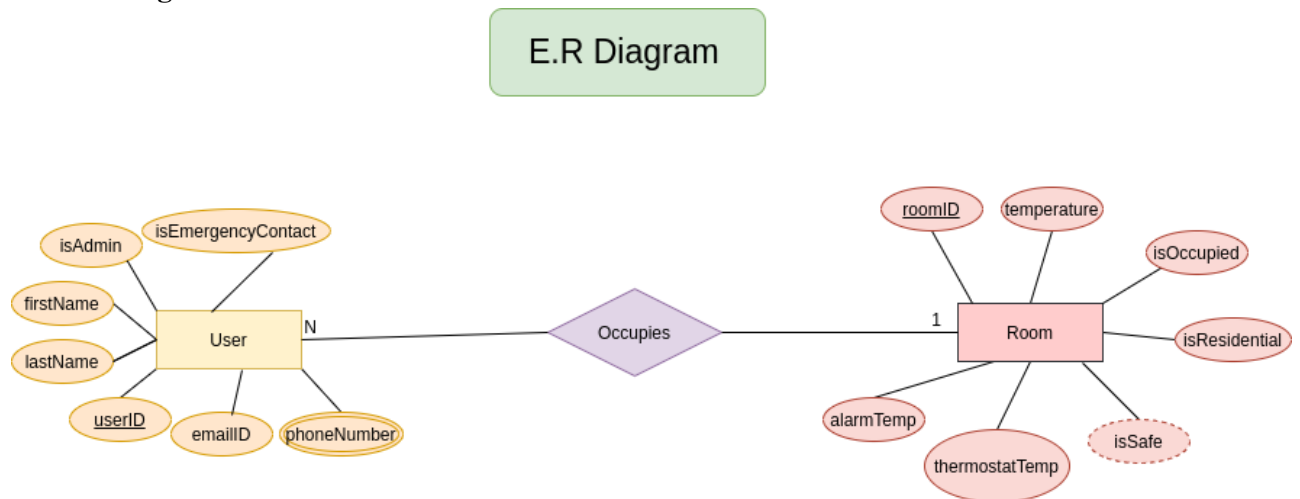 E.R Diagram
isEmergencyContact
isAdmin
firstName
lastName
userID
emailID
phoneNumber
User
N
Occupies
1
Room
roomID
temperature
isOccupied
isResidential
isSafe
thermostatTemp
alarmTemp